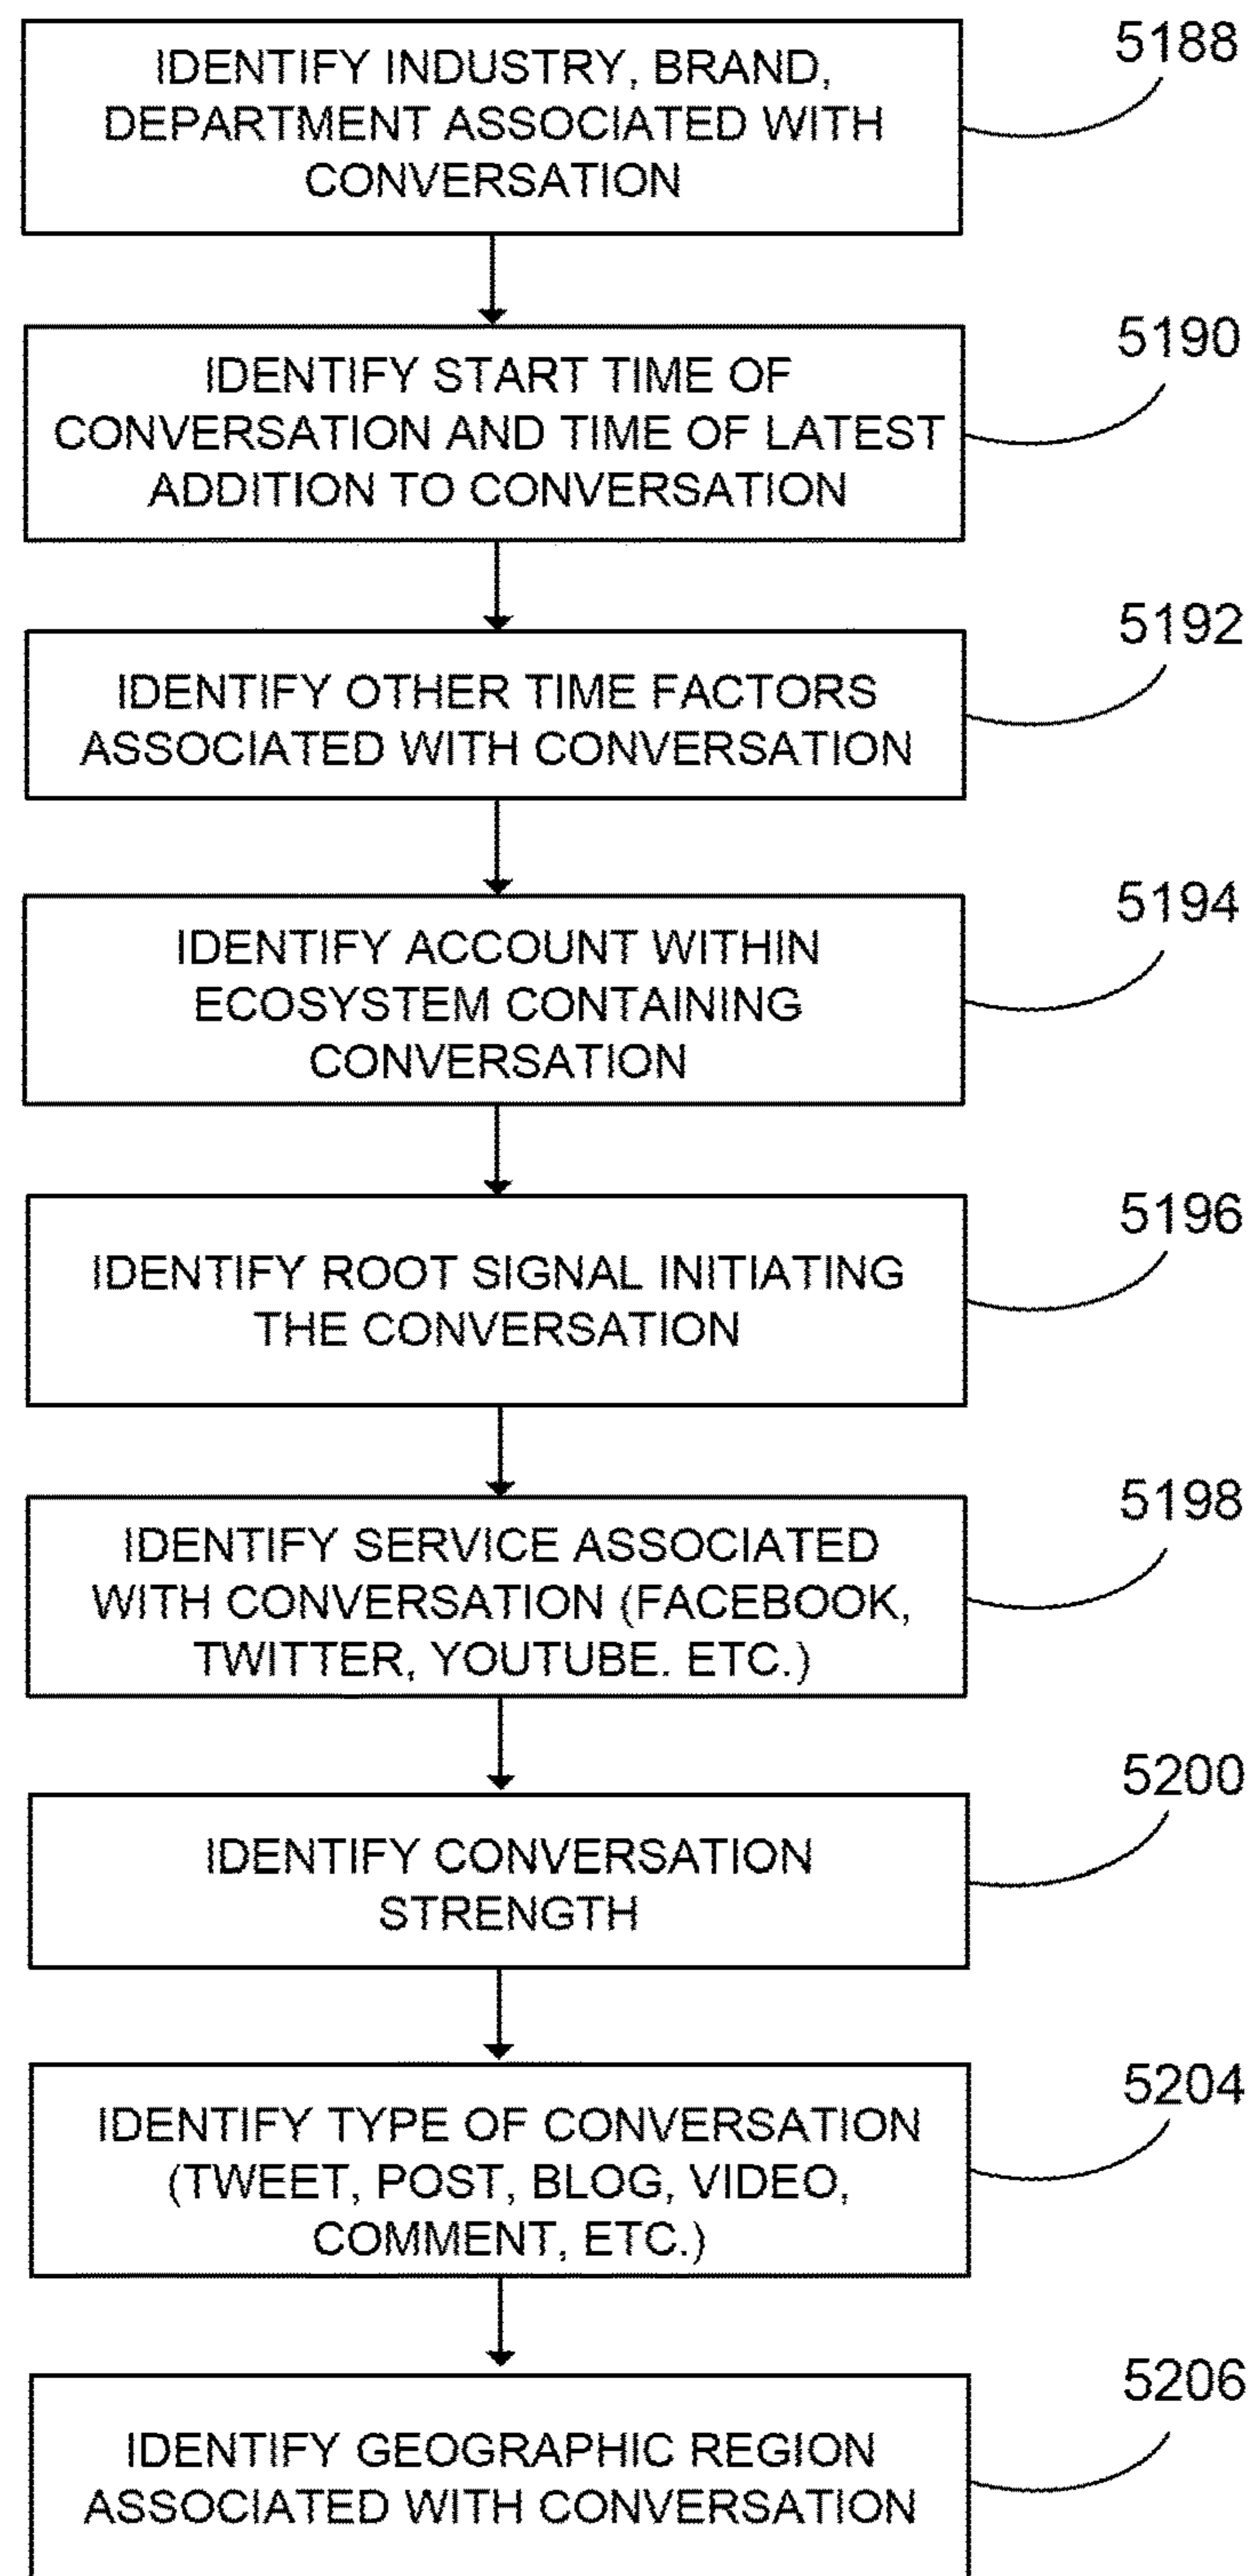 IDENTIFY INDUSTRY, BRAND,
DEPARTMENT ASSOCIATED WITH
CONVERSATION
5188
IDENTIFY START TIME OF
CONVERSATION AND TIME OF LATEST
ADDITION TO CONVERSATION
5190
IDENTIFY OTHER TIME FACTORS
ASSOCIATED WITH CONVERSATION
5192
IDENTIFY ACCOUNT WITHIN
ECOSYSTEM CONTAINING
CONVERSATION
5194
IDENTIFY ROOT SIGNAL INITIATING
THE CONVERSATION
5196
IDENTIFY SERVICE ASSOCIATED
WITH CONVERSATION (FACEBOOK,
TWITTER, YOUTUBE. ETC.)
5198
IDENTIFY CONVERSATION
STRENGTH
5200
IDENTIFY TYPE OF CONVERSATION
(TWEET, POST, BLOG, VIDEO,
COMMENT, ETC.)
5204
IDENTIFY GEOGRAPHIC REGION
ASSOCIATED WITH CONVERSATION
5206